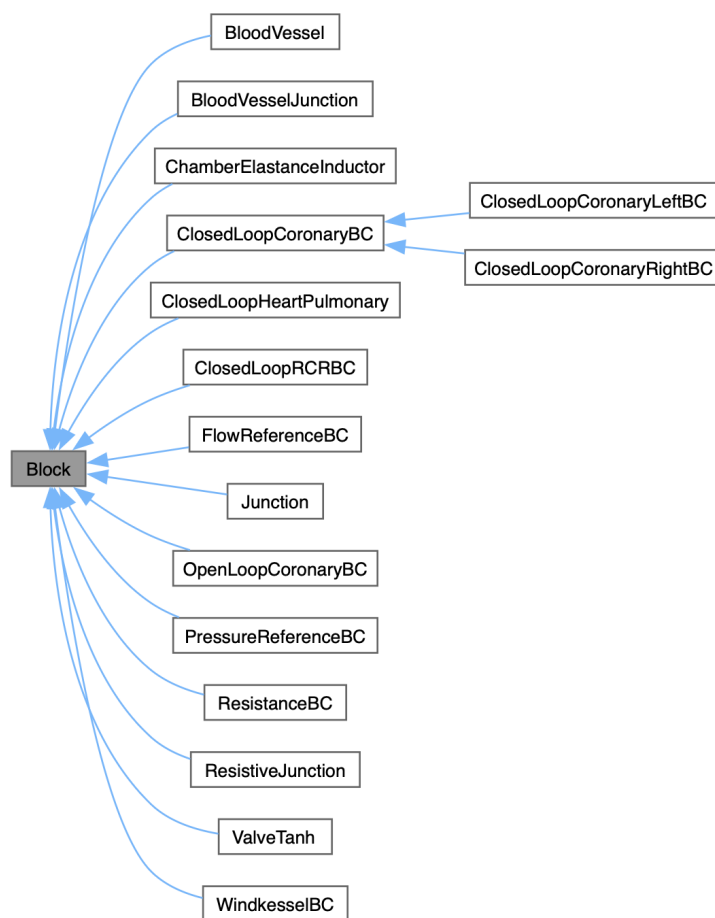 BloodVessel
BloodVesselJunction
ChamberElastanceInductor
ClosedLoopCoronaryLeftBC
ClosedLoopCoronaryBC
ClosedLoopCoronaryRightBC
ClosedLoopHeartPulmonary
ClosedLoopRCRBC
FlowReferenceBC
Block
Junction
OpenLoopCoronaryBC
PressureReferenceBC
ResistanceBC
ResistiveJunction
ValveTanh
WindkesselBC